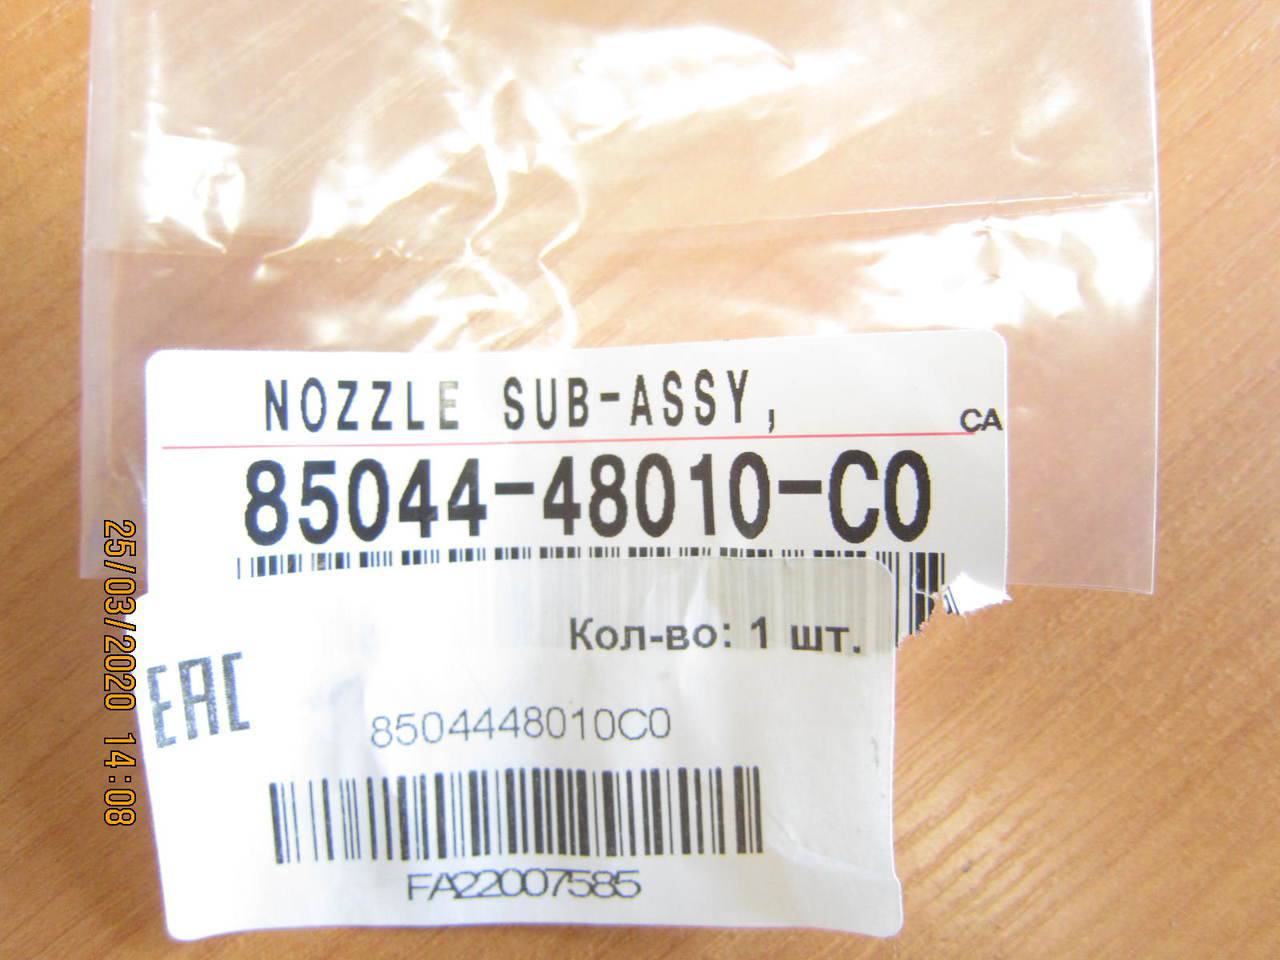 NOZZLE SUB-ASSY,
CA
85044-48010-C0
Кол-во: 1 шт.
EAC
8504448010C0
FA22007585
25/03/2020 14:08